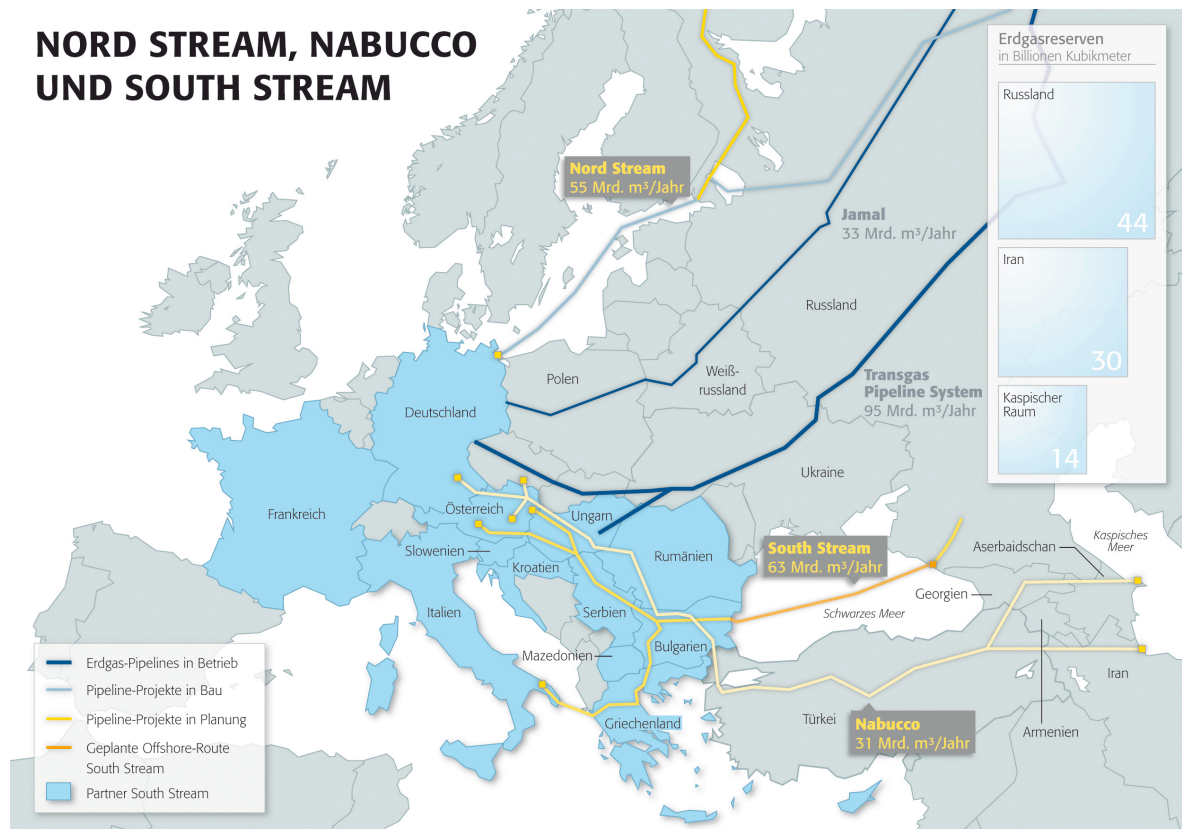 NORD STREAM, NABUCCO
UND SOUTH STREAM
Erdgasreserven
in Billionen Kubikmeter
Russland
44
Iran
30
Kaspischer
Raum
14
Nord Stream
55 Mrd. m³/Jahr
Jamal
33 Mrd. m³/Jahr
Russland
Transgas
Pipeline System
95 Mrd. m³/Jahr
Polen
Weiß-
russland
Deutschland
Ukraine
Frankreich
Österreich
Ungarn
Slowenien
Kroatien
Rumänien
South Stream
63 Mrd. m³/Jahr
Aserbaidschan
Kaspisches
Meer
Georgien
Schwarzes Meer
Italien
Serbien
Bulgarien
Mazedonien
Iran
Griechenland
Türkei
Nabucco
31 Mrd. m³/Jahr
Armenien
Erdgas-Pipelines in Betrieb
Pipeline-Projekte in Bau
Pipeline-Projekte in Planung
Geplante Offshore-Route
South Stream
Partner South Stream